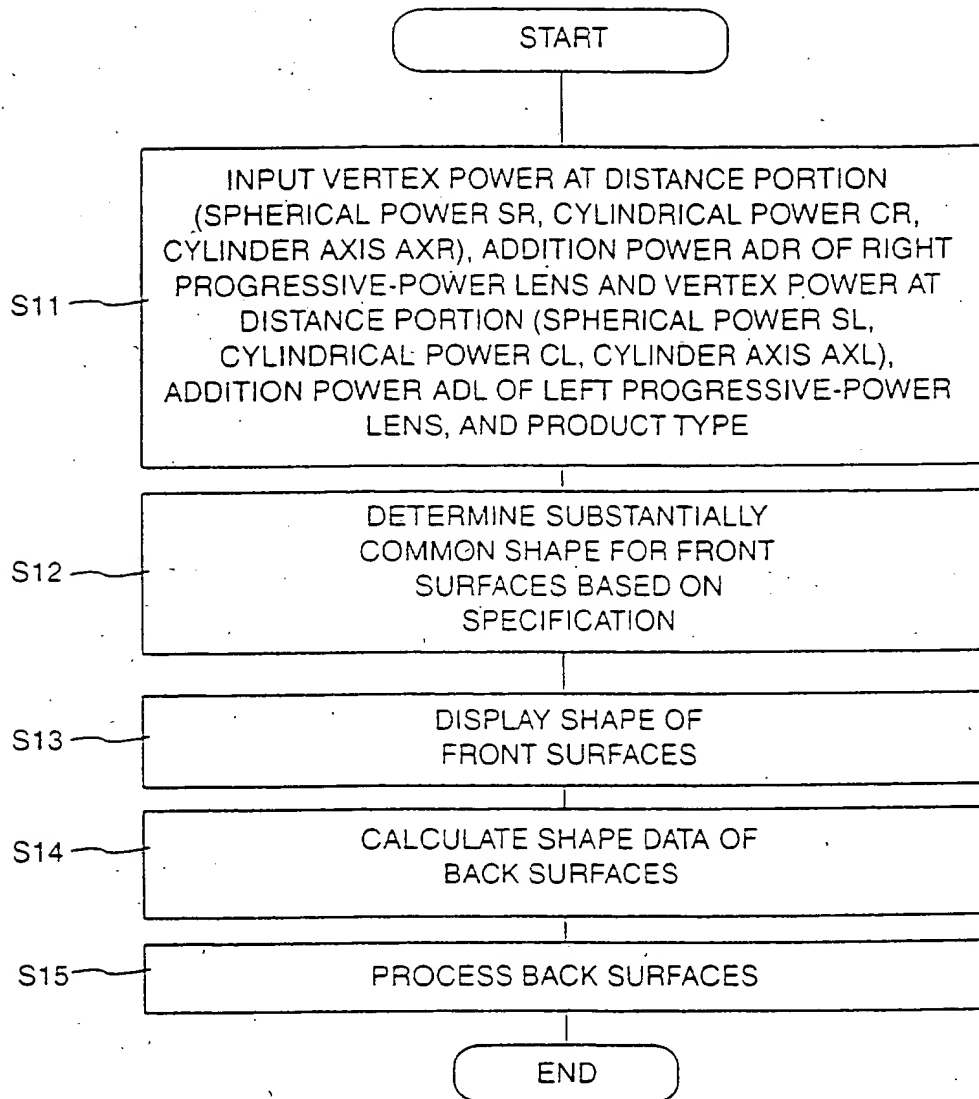 START
S11
INPUT VERTEX POWER AT DISTANCE PORTION
(SPHERICAL POWER SR, CYLINDRICAL POWER CR,
CYLINDER AXIS AXR), ADDITION POWER ADR OF RIGHT
PROGRESSIVE-POWER LENS AND VERTEX POWER AT
DISTANCE PORTION (SPHERICAL POWER SL,
CYLINDRICAL POWER CL, CYLINDER AXIS AXL),
ADDITION POWER ADL OF LEFT PROGRESSIVE-POWER
LENS, AND PRODUCT TYPE
S12
DETERMINE SUBSTANTIALLY
COMMON SHAPE FOR FRONT
SURFACES BASED ON
SPECIFICATION
S13
DISPLAY SHAPE OF
FRONT SURFACES
S14
CALCULATE SHAPE DATA OF
BACK SURFACES
S15
PROCESS BACK SURFACES
END